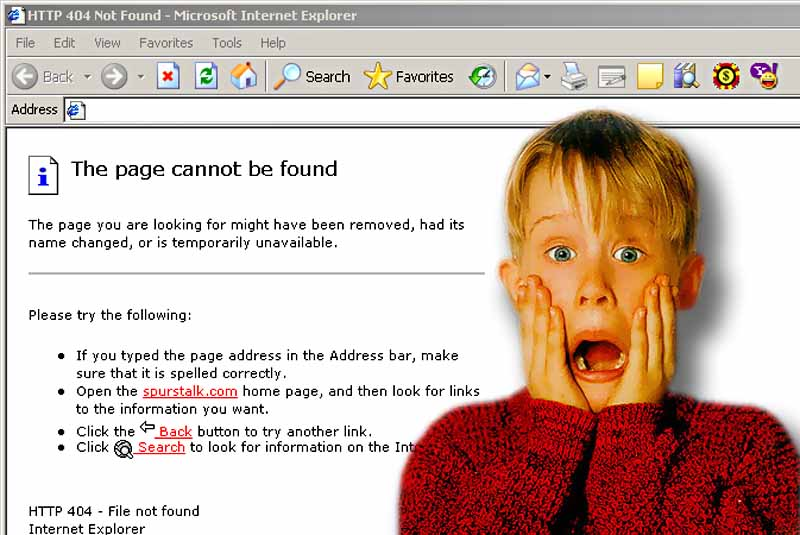 HTTP 404 Not Found - Microsoft Internet Explorer
File Edit View Favorites Tools Help
Back Search Favorites
Address
The page cannot be found
The page you are looking for might have been removed, had its
name changed, or is temporarily unavailable.
Please try the following:
If you typed the page address in the Address bar, make
sure that it is spelled correctly.
Open the spurstalk.com home page, and then look for links
to the information you want.
Click the Back button to try another link.
Click Search to look for information on the
HTTP 404 - File not found
Internet Explorer